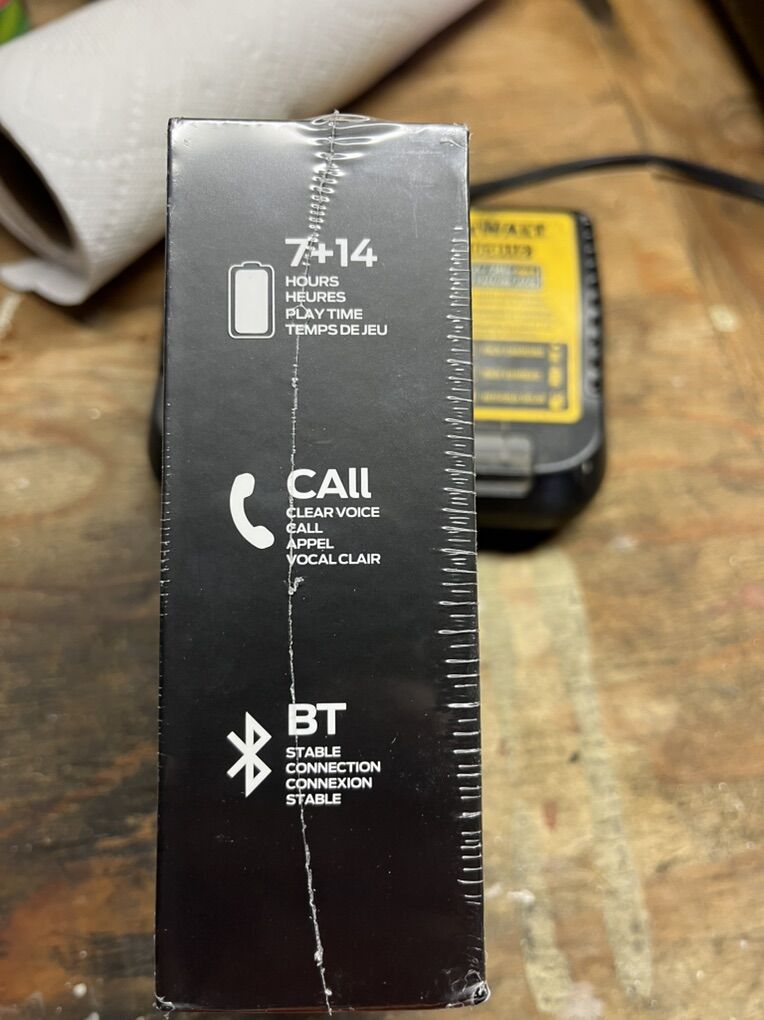 7+14
HOURS
HEURES
PLAY TIME
TEMPS DE JEU
CAll
CLEAR VOICE
CALL
APPEL
VOCAL CLAIR
BT
STABLE
CONNECTION
CONNEXION
STABLE